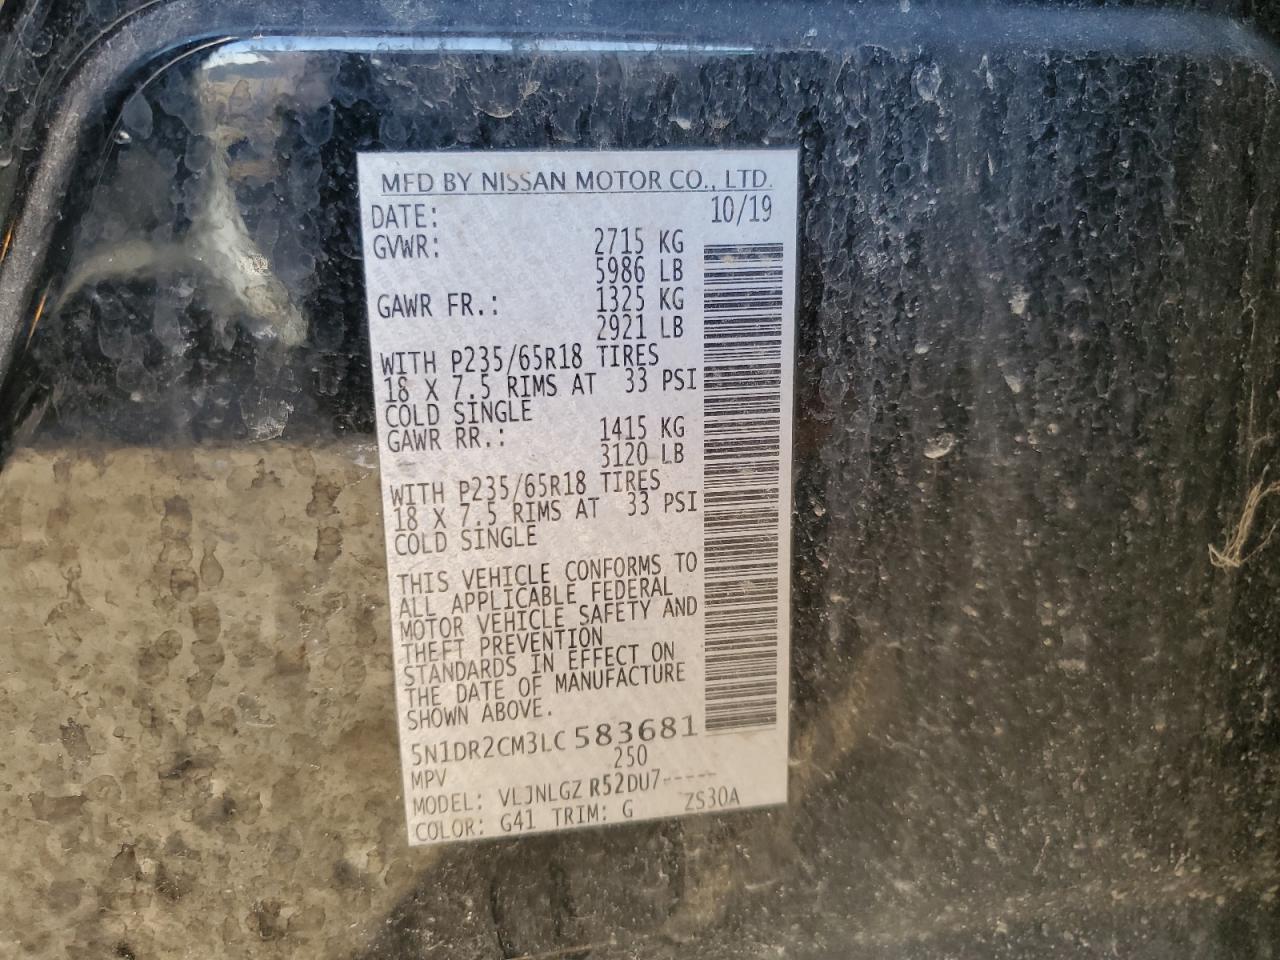 MFD BY NISSAN MOTOR CO., LTD.
DATE: 10/19
GVWR: 2715 KG
5986 LB
GAWR FR.: 1325 KG
2921 LB
WITH P235/65R18 TIRES
18 X 7.5 RIMS AT 33 PSI
COLD SINGLE
GAWR RR.: 1415 KG
3120 LB
WITH P235/65R18 TIRES
18 X 7.5 RIMS AT 33 PSI
COLD SINGLE
THIS VEHICLE CONFORMS TO
ALL APPLICABLE FEDERAL
MOTOR VEHICLE SAFETY AND
THEFT PREVENTION
STANDARDS IN EFFECT ON
THE DATE OF MANUFACTURE
SHOWN ABOVE.
5N1DR2CM3LC583681
MPV 250
MODEL: VLJNLGZ R52DU7-----
COLOR: G41 TRIM: G ZS30A